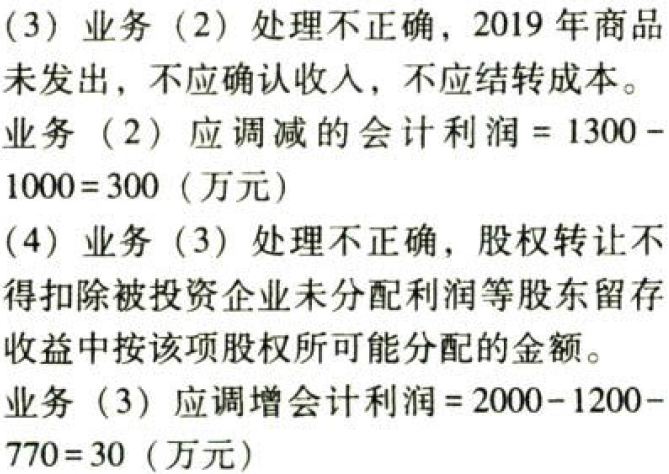 (3) 业务 (2) 处理不正确，2019 年商品
未发出，不应确认收入，不应结转成本。
业务 (2) 应调减的会计利润 = 1300 -
1000 = 300 (万元)
(4) 业务 (3) 处理不正确，股权转让不
得扣除被投资企业未分配利润等股东留存
收益中按该项股权所可能分配的金额。
业务 (3) 应调增会计利润 = 2000 - 1200 -
770 = 30 (万元)